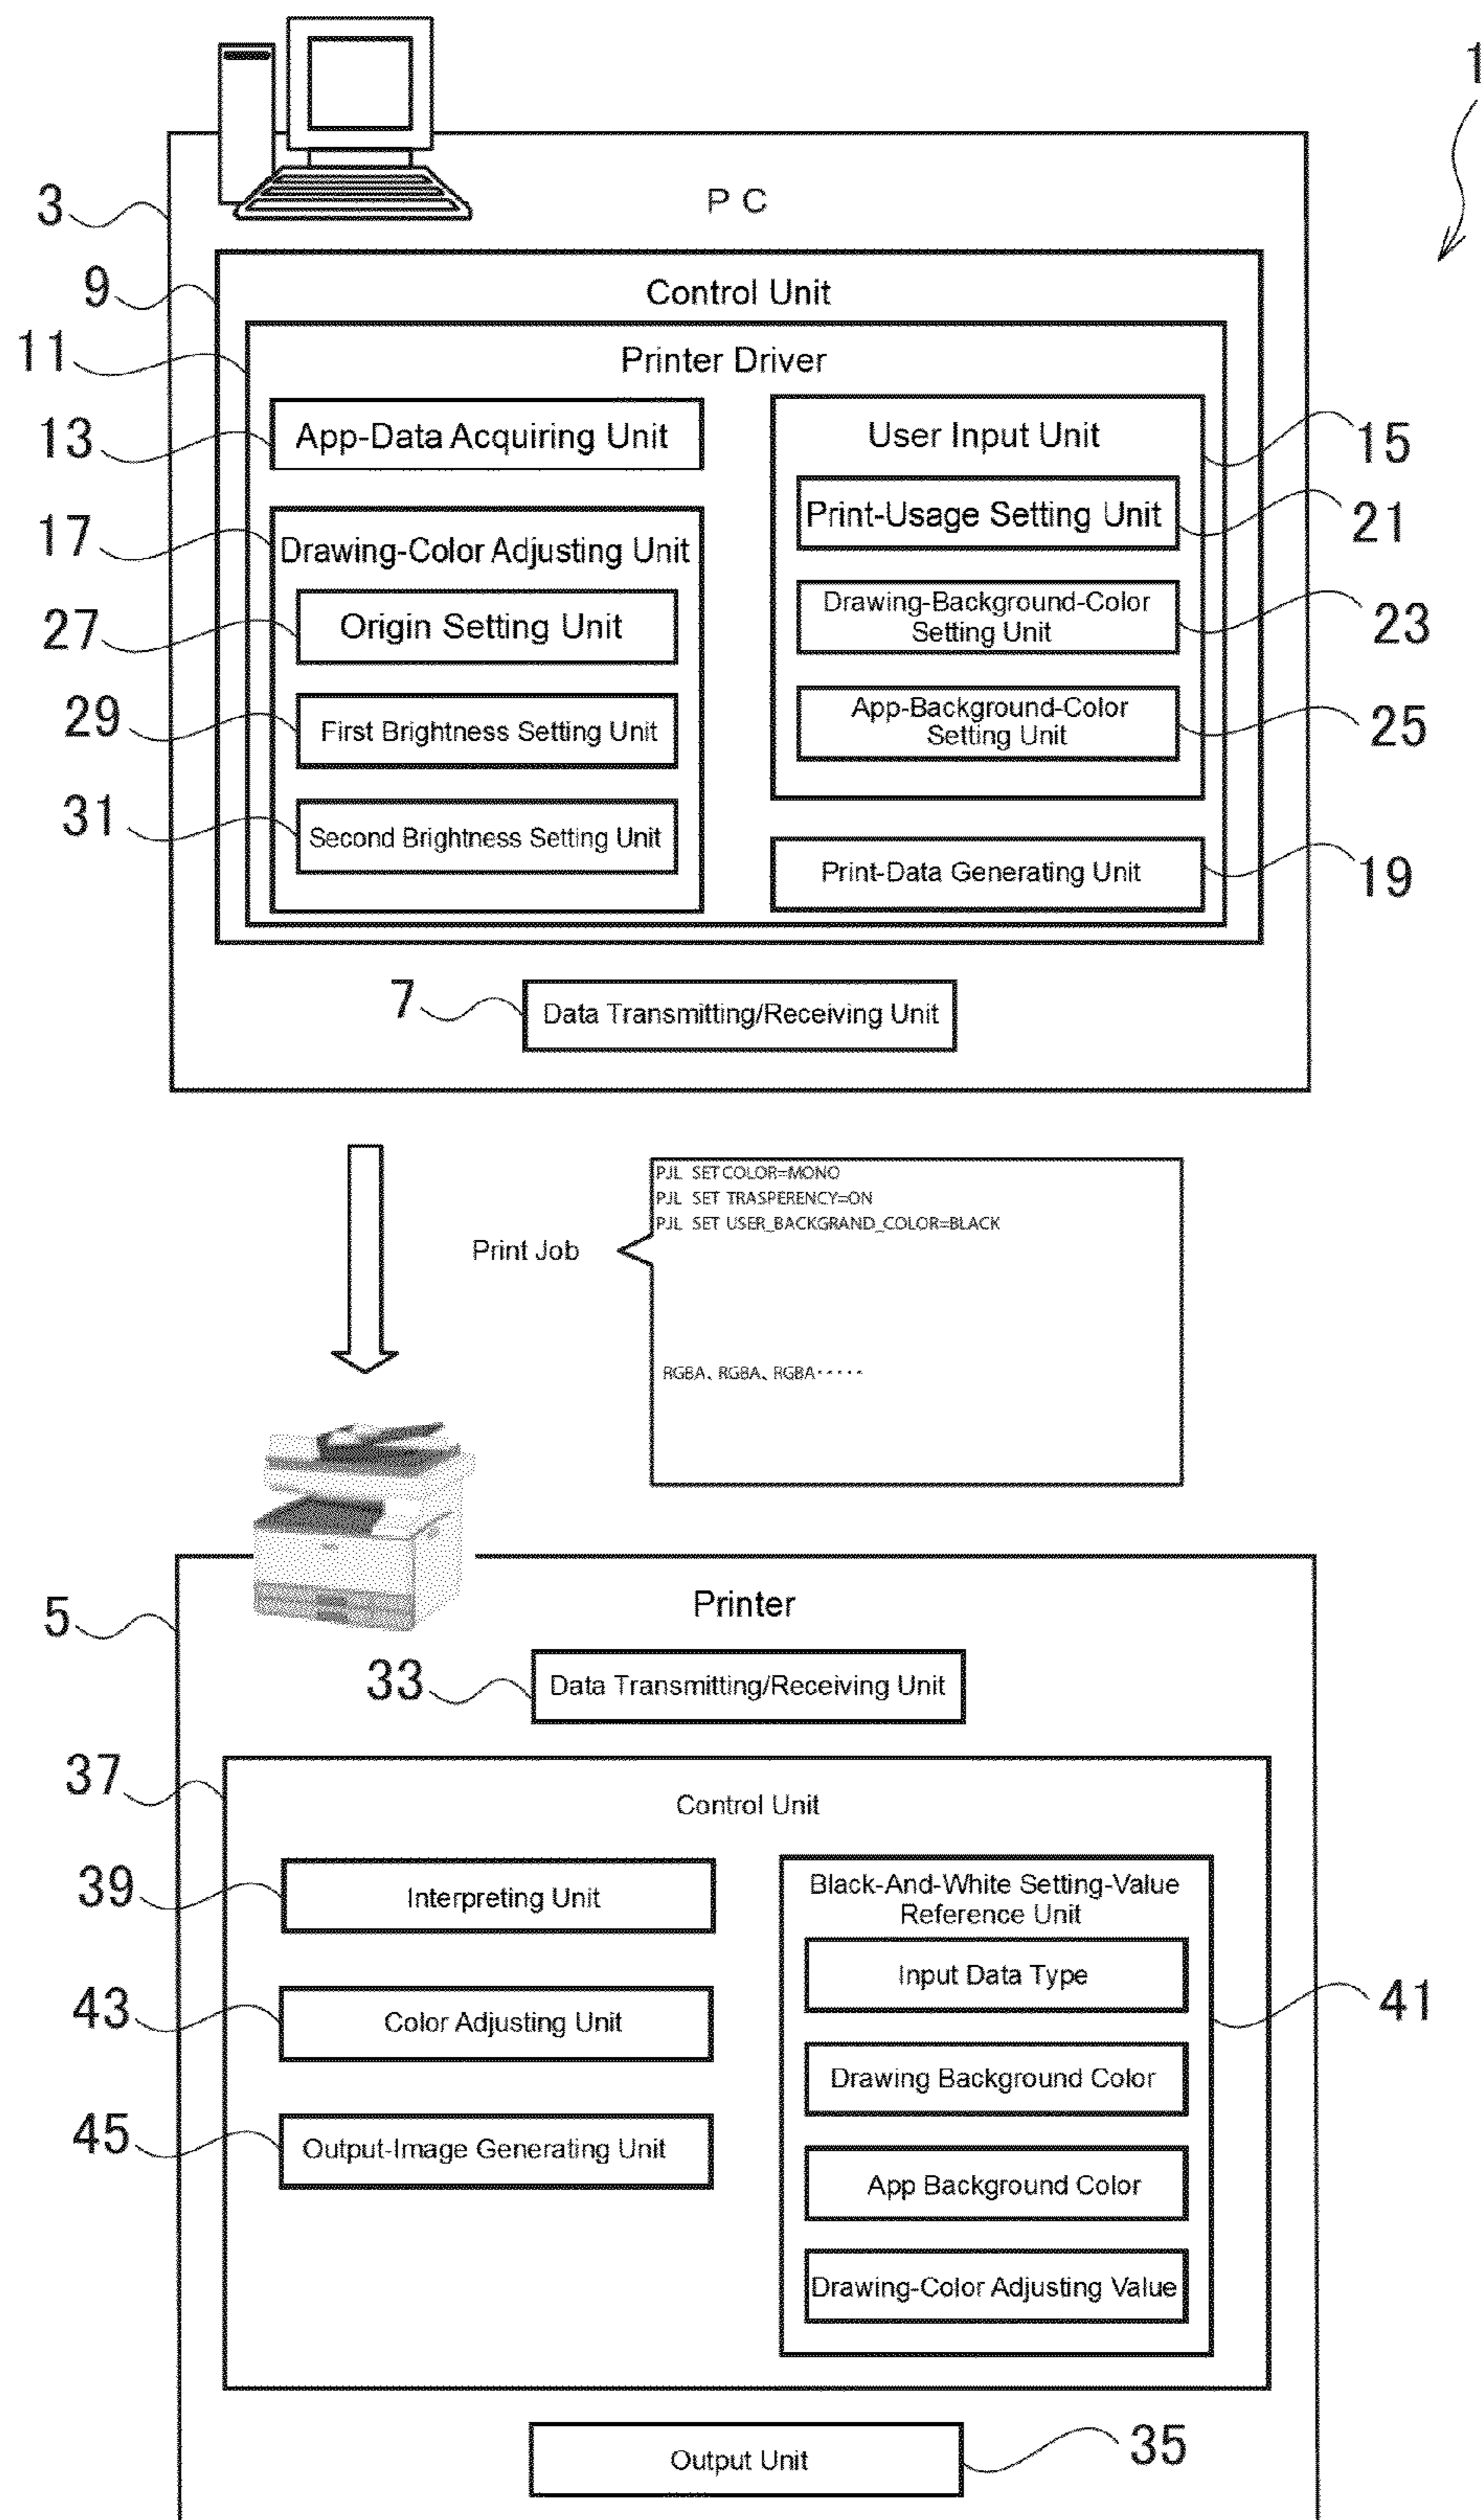 1
P C
3
9
Control Unit
11
Printer Driver
13
App-Data Acquiring Unit
User Input Unit
15
Print-Usage Setting Unit
21
17
Drawing-Color Adjusting Unit
27
Origin Setting Unit
Drawing-Background-Color
Setting Unit
23
29
First Brightness Setting Unit
App-Background-Color
Setting Unit
25
31
Second Brightness Setting Unit
Print-Data Generating Unit
19
7
Data Transmitting/Receiving Unit
PJL SETCOLOR=MONO
PJL SET TRASPERENCY=ON
PJL SET USER_BACKGRAND_COLOR=BLACK
Print Job
RGBA、RGBA、RGBA・・・・・
5
Printer
33
Data Transmitting/Receiving Unit
37
Control Unit
39
Interpreting Unit
Black-And-White Setting-Value
Reference Unit
Input Data Type
41
43
Color Adjusting Unit
Drawing Background Color
45
Output-Image Generating Unit
App Background Color
Drawing-Color Adjusting Value
Output Unit
35